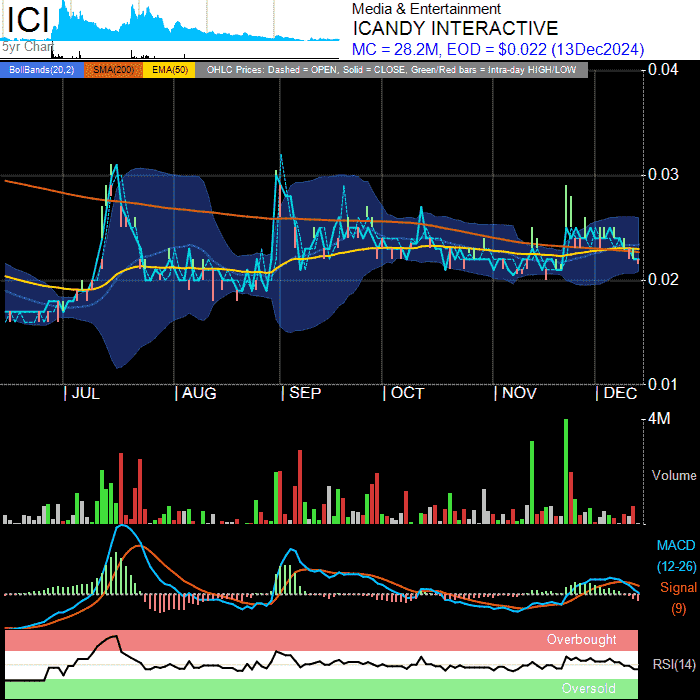 ICI
5yr Chart
Media & Entertainment
ICANDY INTERACTIVE
MC = 28.2M, EOD = $0.022 (13Dec2024)
BollBands(20,2) SMA(200) EMA(50) OHLC Prices: Dashed = OPEN, Solid = CLOSE, Green/Red bars = Intra-day HIGH/LOW
0.04
0.03
0.02
0.01
JUL AUG SEP OCT NOV DEC
4M
Volume
MACD
(12-26)
Signal
(9)
Overbought
RSI(14)
Oversold